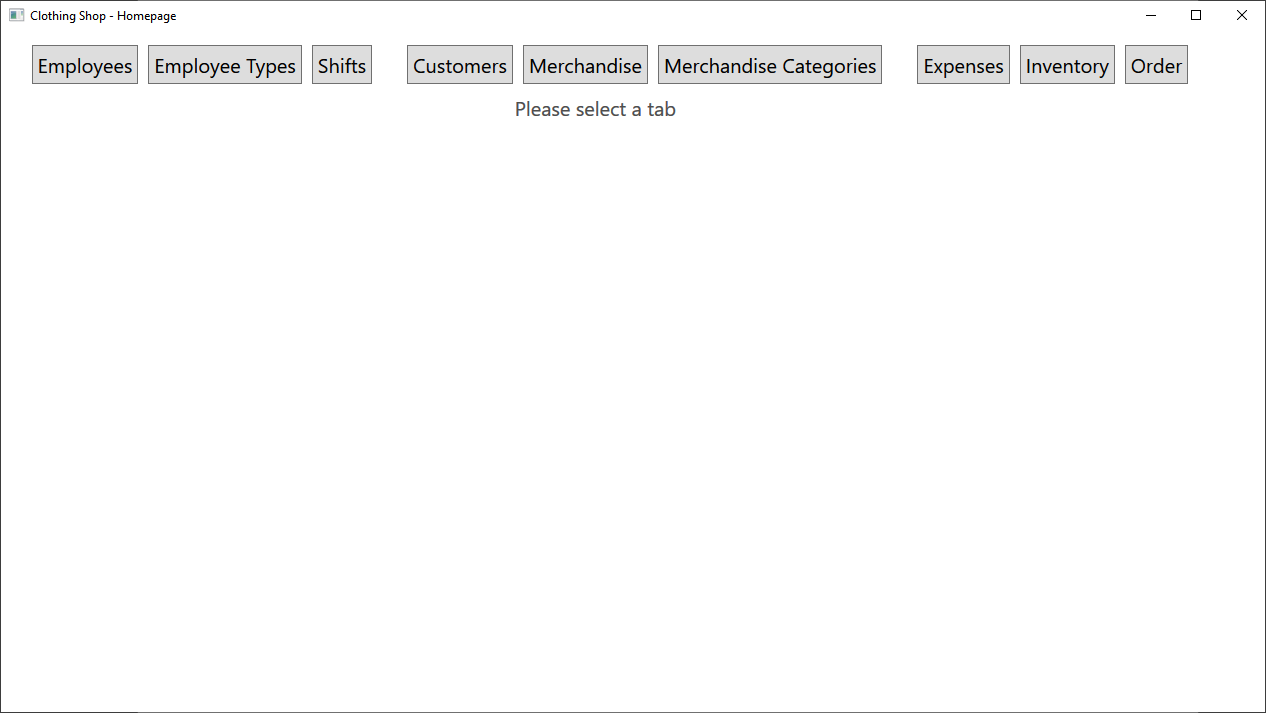 Clothing Shop - Homepage
Employees Employee Types Shifts Customers Merchandise Merchandise Categories Expenses Inventory Order
Please select a tab